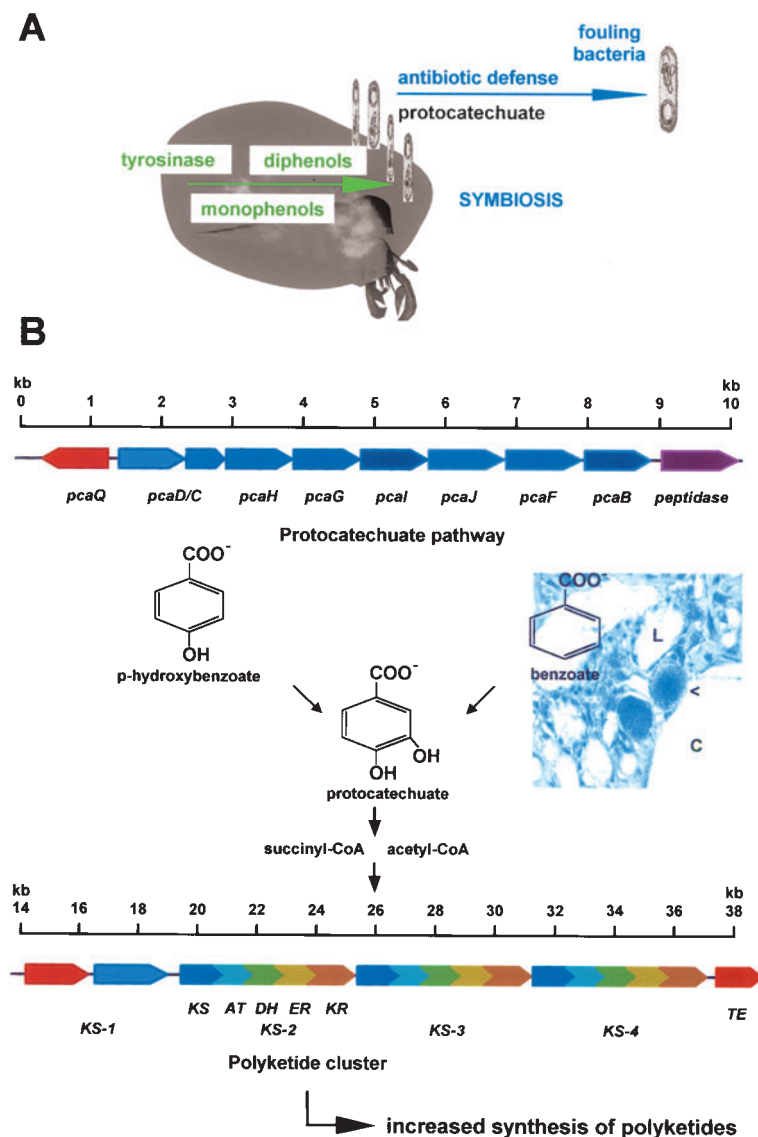 A
fouling
bacteria
antibiotic defense
protocatechuate
tyrosinase diphenols
monophenols
SYMBIOSIS
B
kb kb
0 1 2 3 4 5 6 7 8 9 10
pcaQ pcaD/C pcaH pcaG pcaI pcaJ pcaF pcaB peptidase
Protocatechuate pathway
COO⁻
OH
p-hydroxybenzoate
COO⁻
benzoate
L
<
C
COO⁻
OH
OH
protocatechuate
succinyl-CoA acetyl-CoA
kb kb
14 16 18 20 22 24 26 28 30 32 34 36 38
KS AT DH ER KR TE
KS-1 KS-2 KS-3 KS-4
Polyketide cluster
increased synthesis of polyketides